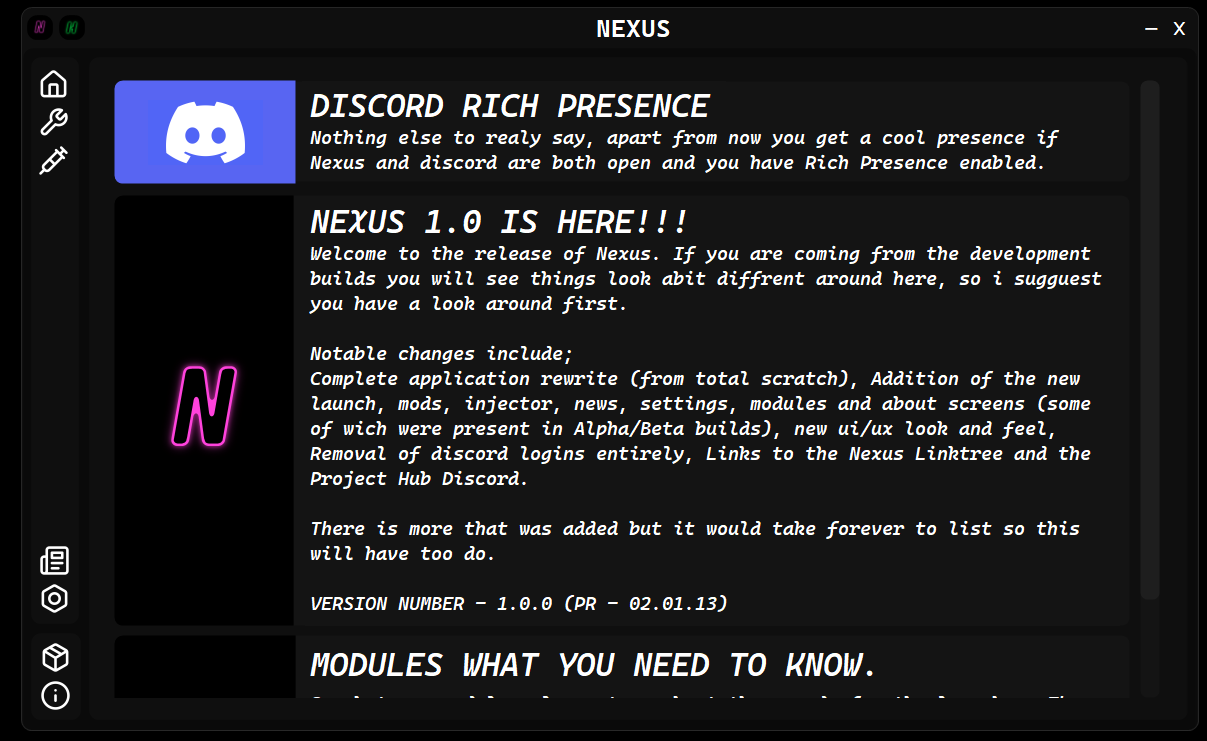 NEXUS
— X
DISCORD RICH PRESENCE
Nothing else to realy say, apart from now you get a cool presence if
Nexus and discord are both open and you have Rich Presence enabled.
NEXUS 1.0 IS HERE!!!
Welcome to the release of Nexus. If you are coming from the development
builds you will see things look abit diffrent around here, so i sugguest
you have a look around first.
Notable changes include;
Complete application rewrite (from total scratch), Addition of the new
launch, mods, injector, news, settings, modules and about screens (some
of wich were present in Alpha/Beta builds), new ui/ux look and feel,
Removal of discord logins entirely, Links to the Nexus Linktree and the
Project Hub Discord.
N
There is more that was added but it would take forever to list so this
will have too do.
VERSION NUMBER - 1.0.0 (PR - 02.01.13)
MODULES WHAT YOU NEED TO KNOW.